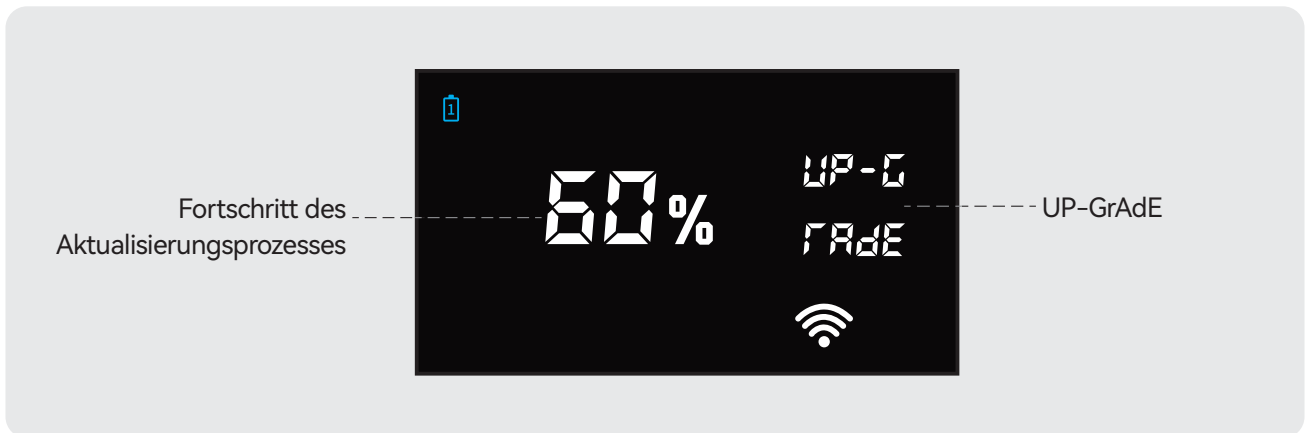 1
Fortschritt des
Aktualisierungsprozesses
60%
UP-G
rAdE
UP-GrAdE